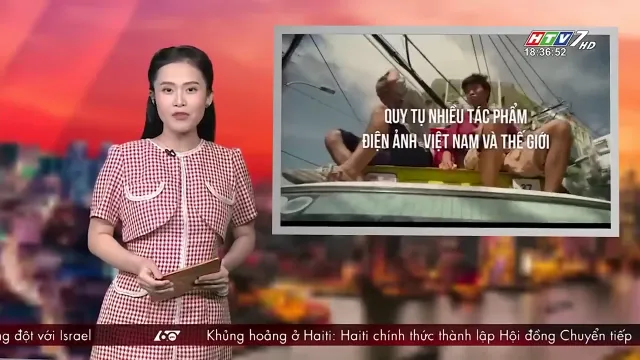 HTV7 HD
18:36:52
QUY TỤ NHIỀU TÁC PHẨM
ĐIỆN ẢNH VIỆT NAM VÀ THẾ GIỚI
ng đột với Israel
60
Khủng hoảng ở Haiti: Haiti chính thức thành lập Hội đồng Chuyển tiếp